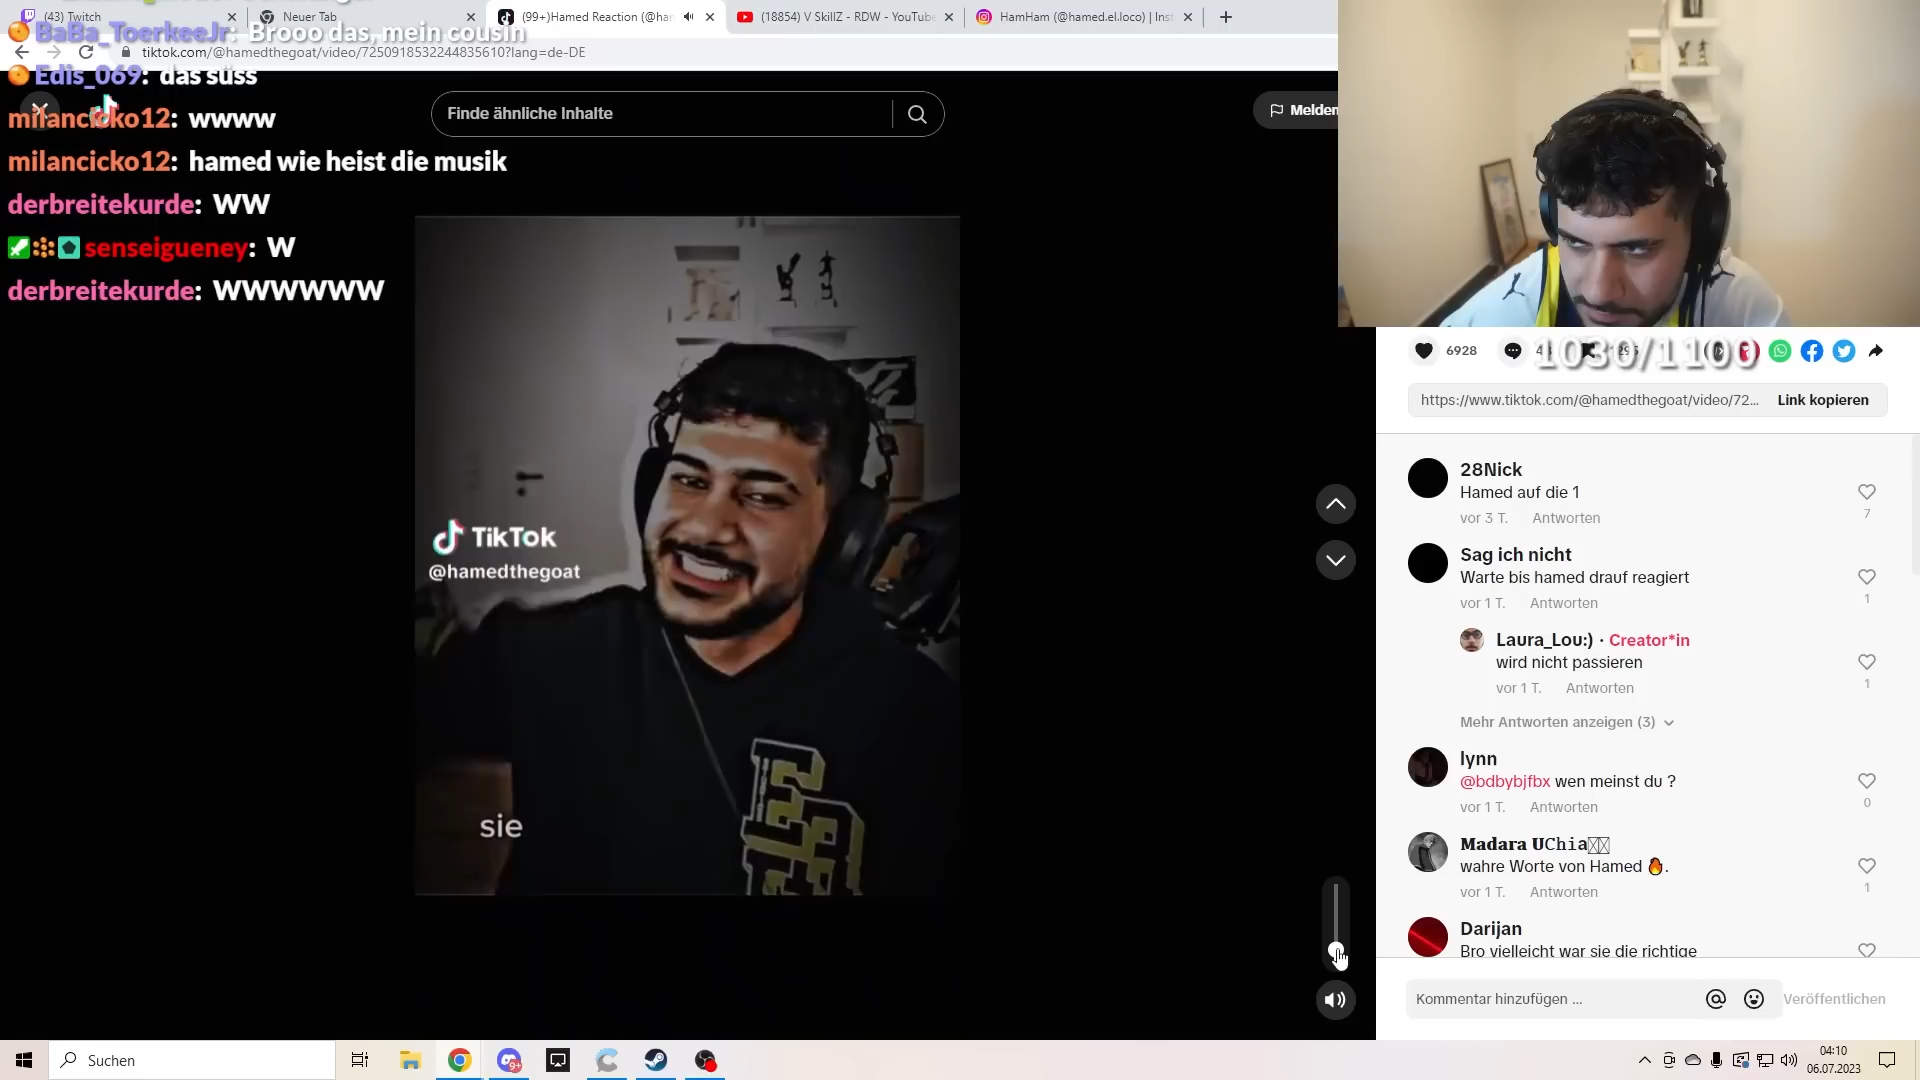 (43) Twitch
Neuer Tab
(99+)Hamed Reaction (@har
(18854) V SkillZ - RDW - YouTube
HamHam (@hamed.el.loco) | Inst
tiktok.com/@hamedthegoat/video/7250918532244835610?lang=de-DE
BaBa_ToerkeeJr: Brooo das, mein cousin
Edis_069: das süss
milancicko12: wwww
milancicko12: hamed wie heist die musik
derbreitekurde: WW
senseigueney: W
derbreitekurde: WWWWWW
Finde ähnliche Inhalte
Melden
TikTok
@hamedthegoat
sie
6928
1030/1100
https://www.tiktok.com/@hamedthegoat/video/72...
Link kopieren
28Nick
Hamed auf die 1
vor 3 T. Antworten
7
Sag ich nicht
Warte bis hamed drauf reagiert
vor 1 T. Antworten
1
Laura_Lou:) · Creator*in
wird nicht passieren
vor 1 T. Antworten
1
Mehr Antworten anzeigen (3)
lynn
@bdbybjfbx wen meinst du ?
vor 1 T. Antworten
0
Madara UChia
wahre Worte von Hamed 🔥.
vor 1 T. Antworten
1
Darijan
Bro vielleicht war sie die richtige
Kommentar hinzufügen ...
Veröffentlichen
Suchen
9+
04:10
06.07.2023